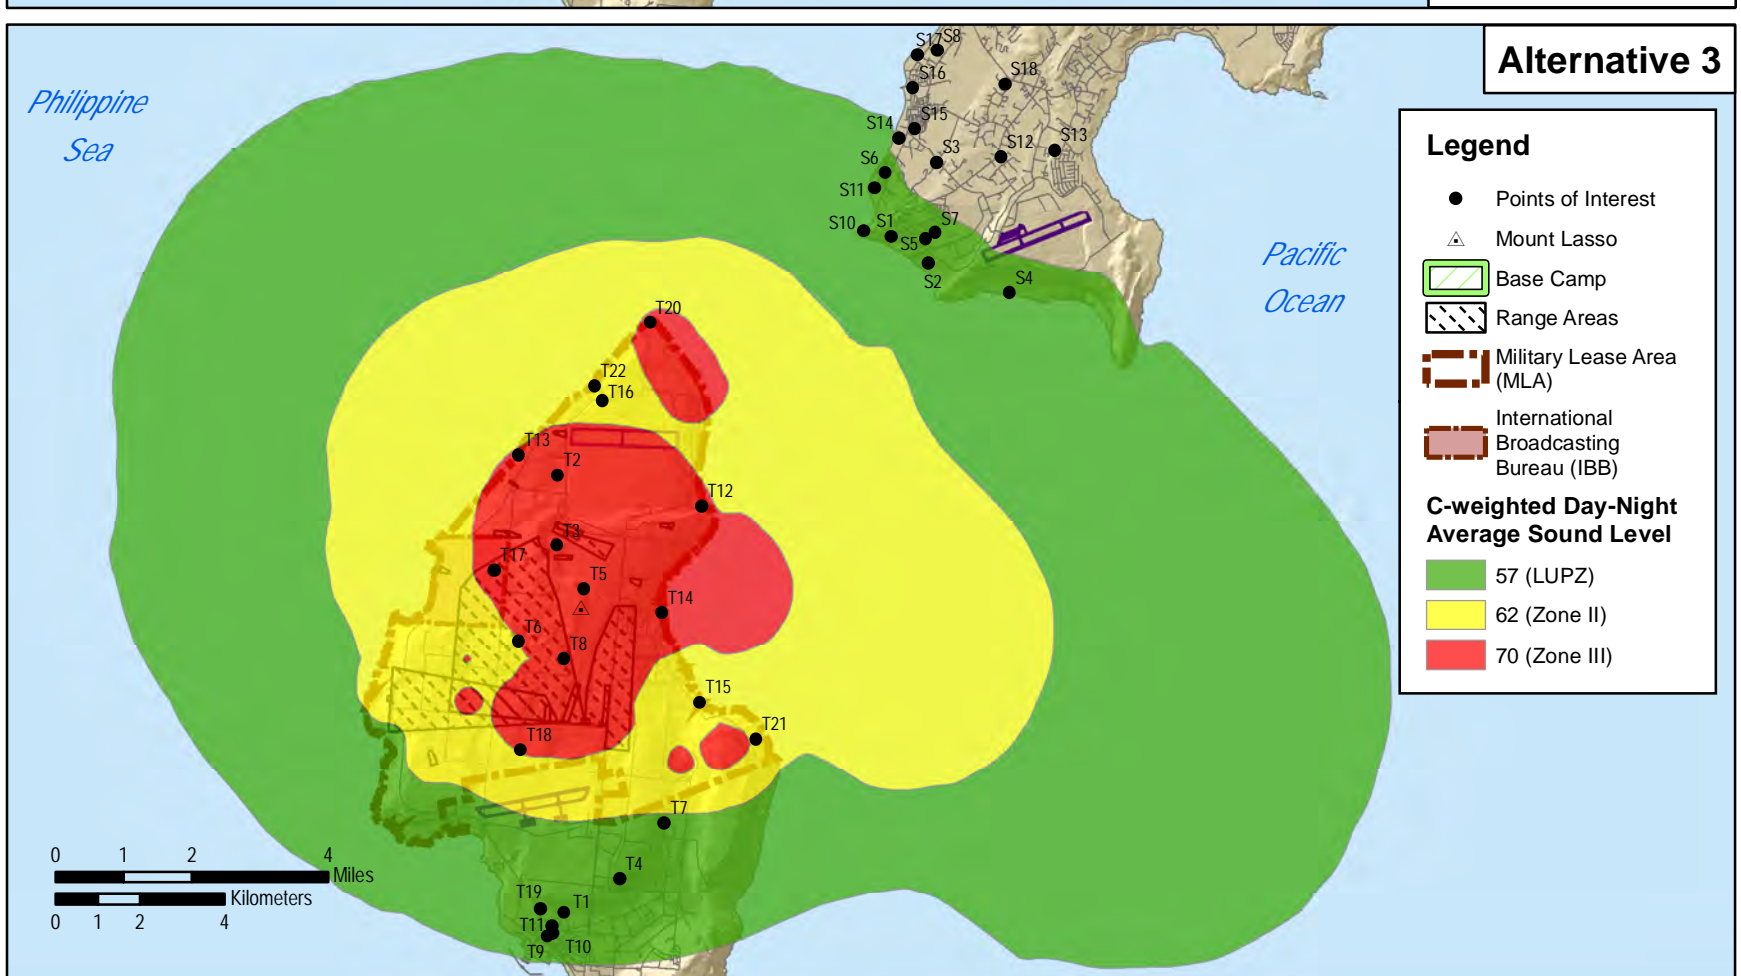 Alternative 3
Philippine
Sea
Pacific
Ocean
S17
S8
S16
S18
S15
S14
S12
S13
S3
S6
S11
S10
S1
S7
S5
S2
S4
T20
T22
T16
T13
T2
T12
T3
T17
T5
T14
T6
T8
T15
T21
T18
T7
T4
T19
T1
T11
T10
T9
0 1 2 4
Miles
Kilometers
0 1 2 4
Legend
Points of Interest
Mount Lasso
Base Camp
Range Areas
Military Lease Area
(MLA)
International
Broadcasting
Bureau (IBB)
C-weighted Day-Night
Average Sound Level
57 (LUPZ)
62 (Zone II)
70 (Zone III)